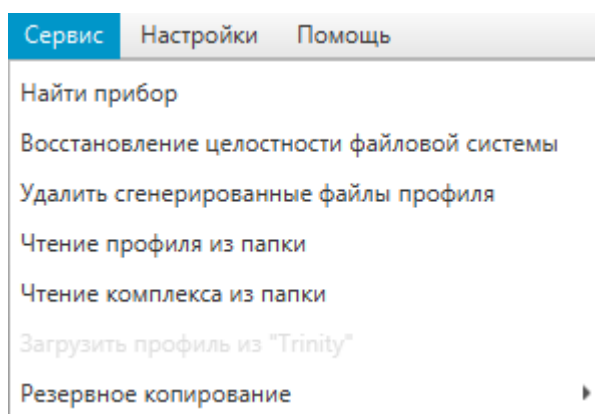 Сервис Настройки Помощь
Найти прибор
Восстановление целостности файловой системы
Удалить сгенерированные файлы профиля
Чтение профиля из папки
Чтение комплекса из папки
Загрузить профиль из "Trinity"
Резервное копирование